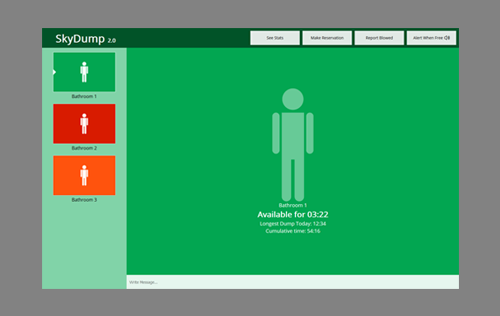 SkyDump 2.0
See Stats
Make Reservation
Report Blowed
Alert When Free
Bathroom 1
Bathroom 2
Bathroom 3
Bathroom 1
Available for 03:22
Longest Dump Today: 12:34
Cumulative time: 54:16
Write Message...